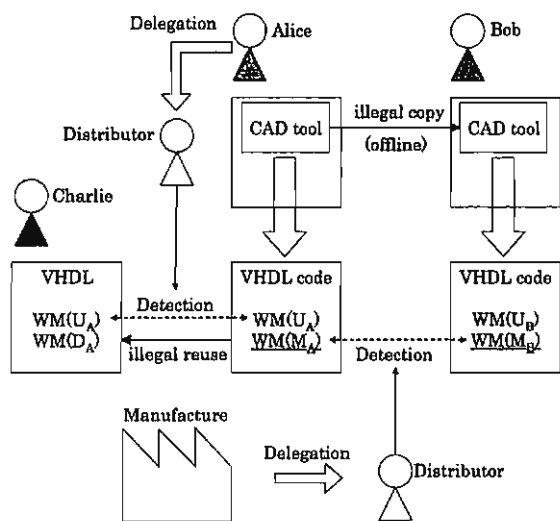 Delegation
Alice
Bob
Distributor
CAD tool
illegal copy
(offline)
CAD tool
Charlie
VHDL
WM(U_A)
WM(D_A)
Detection
illegal reuse
VHDL code
WM(U_A)
WM(M_A)
Detection
VHDL code
WM(U_B)
WM(M_B)
Manufacture
Delegation
Distributor